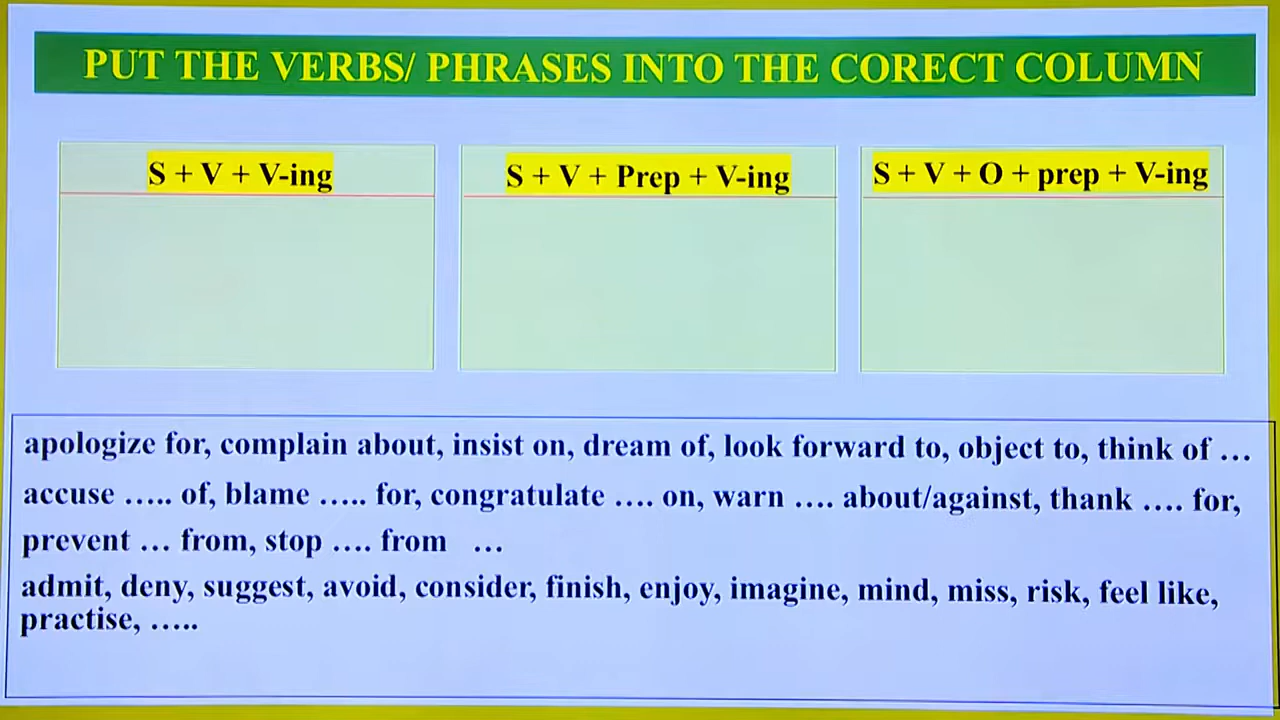 PUT THE VERBS/ PHRASES INTO THE CORECT COLUMN
S + V + V-ing
S + V + Prep + V-ing
S + V + O + prep + V-ing
apologize for, complain about, insist on, dream of, look forward to, object to, think of …
accuse ….. of, blame ….. for, congratulate …. on, warn …. about/against, thank …. for,
prevent … from, stop …. from …
admit, deny, suggest, avoid, consider, finish, enjoy, imagine, mind, miss, risk, feel like,
practise, …..